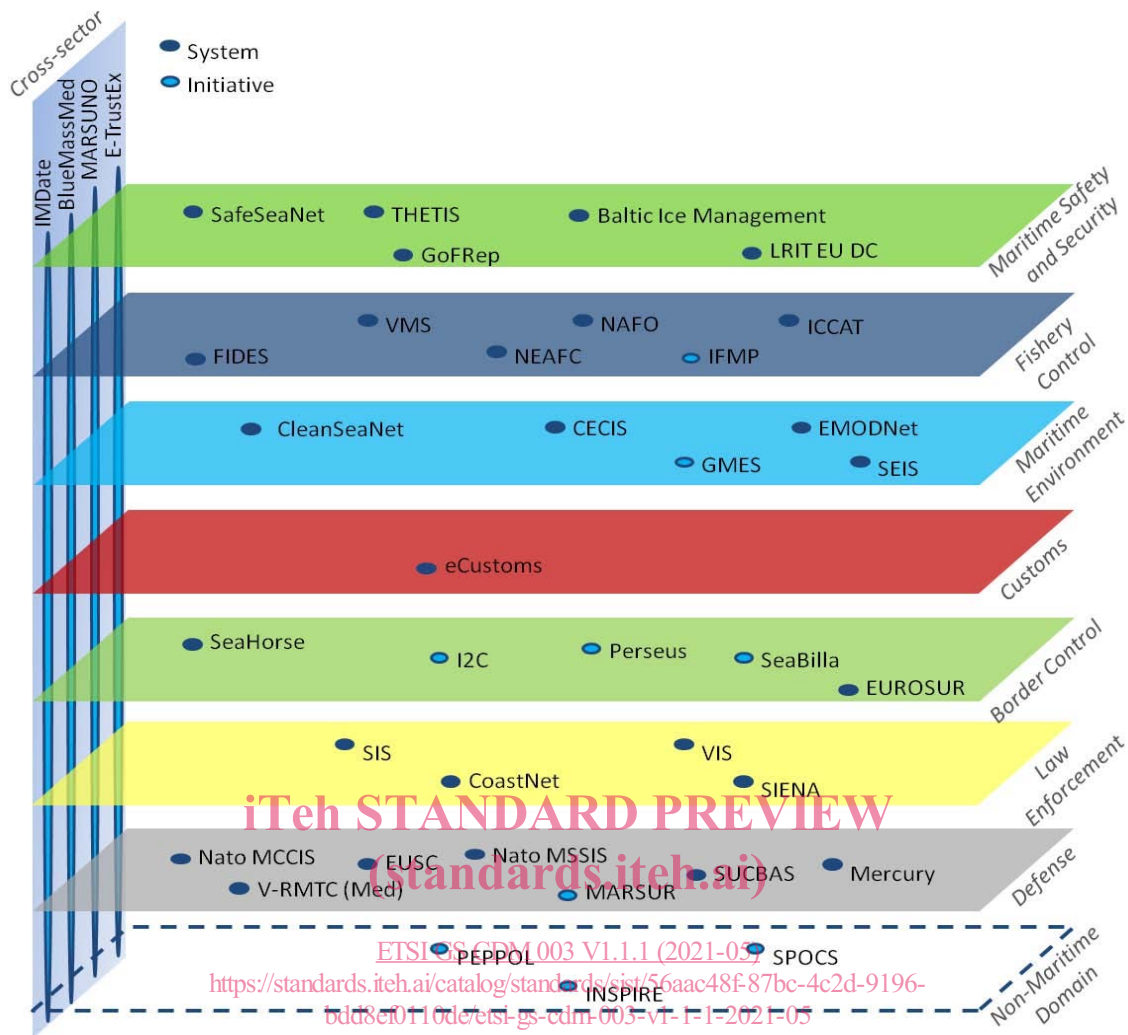 Cross-sector
System
Initiative
IMDate
BlueMassMed
MARSUNO
E-TrustEx
SafeSeaNet
THETIS
Baltic Ice Management
GoFRep
LRIT EU DC
Maritime Safety
and Security
VMS
NAFO
ICCAT
FIDES
NEAFC
IFMP
Fishery
Control
CleanSeaNet
CECIS
EMODNet
GMES
SEIS
Maritime
Environment
eCustoms
Customs
SeaHorse
I2C
Perseus
SeaBilla
EUROSUR
Border Control
SIS
VIS
CoastNet
SIENA
Law
Enforcement
iTeh STANDARD PREVIEW
(standards.iteh.ai)
Nato MCCIS
EUSC
Nato MSSIS
SUCBAS
Mercury
V-RMTC (Med)
MARSUR
Defense
ETSI GS CDM 003 V1.1.1 (2021-05)
PEPPOL
SPOCS
https://standards.iteh.ai/catalog/standards/sist/56aac48f-87bc-4c2d-9196-
INSPIRE
bdd8ef0110de/etsi-gs-cdm-003-v1-1-1-2021-05
Non-Maritime
Domain